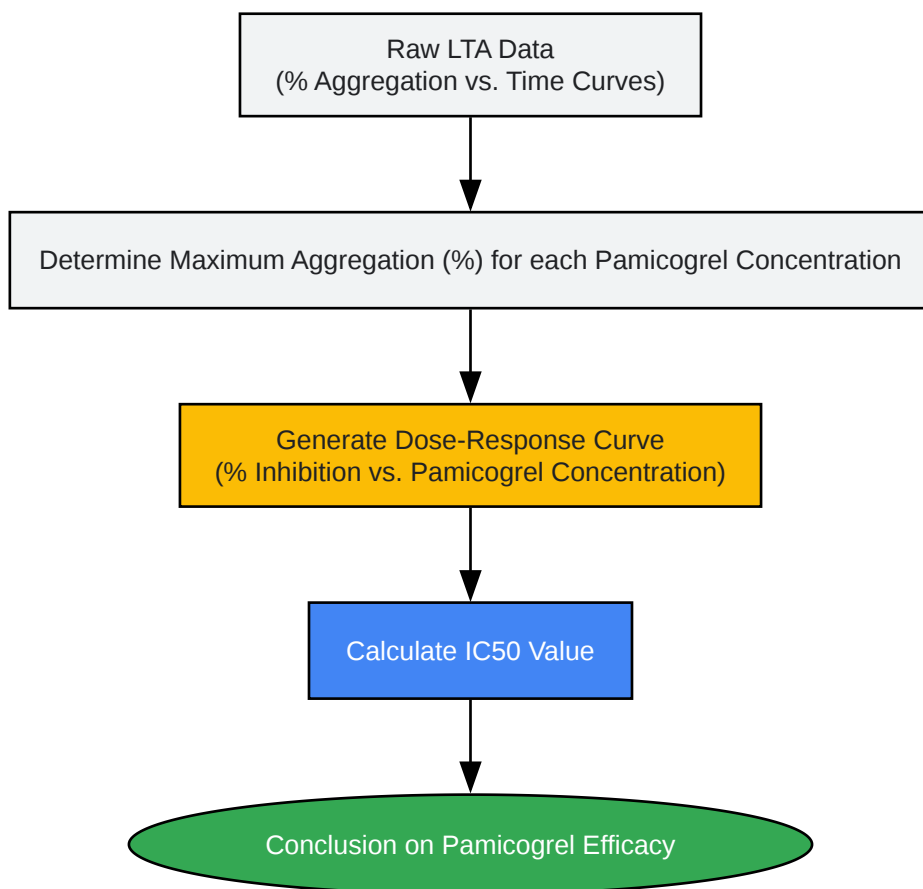 Raw LTA Data
(% Aggregation vs. Time Curves)
Determine Maximum Aggregation (%) for each Pamicogrel Concentration
Generate Dose-Response Curve
(% Inhibition vs. Pamicogrel Concentration)
Calculate IC50 Value
Conclusion on Pamicogrel Efficacy